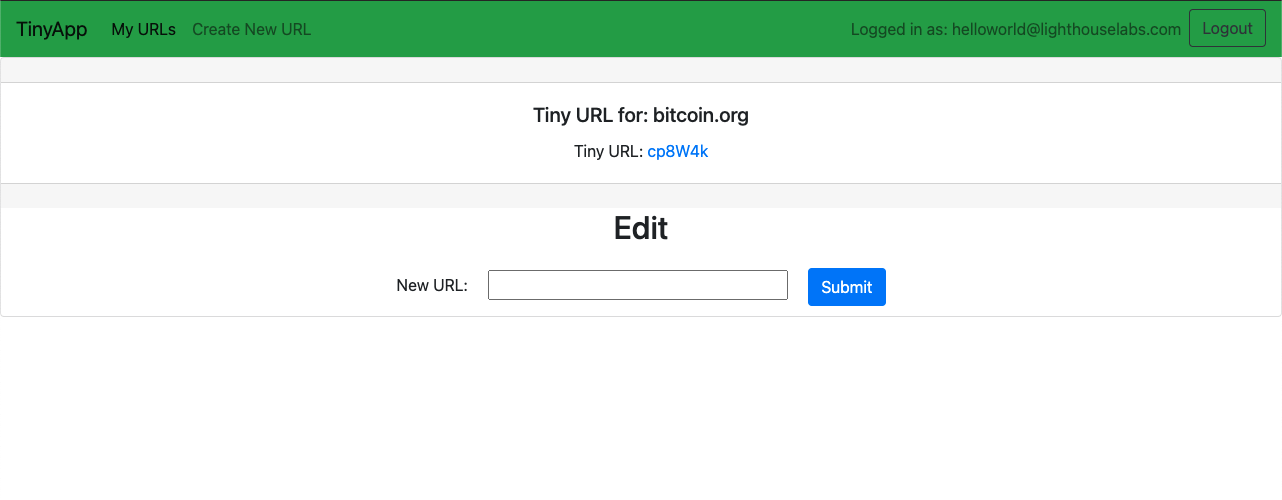 TinyApp My URLs Create New URL Logged in as: helloworld@lighthouselabs.com Logout
Tiny URL for: bitcoin.org
Tiny URL: cp8W4k
Edit
New URL: Submit